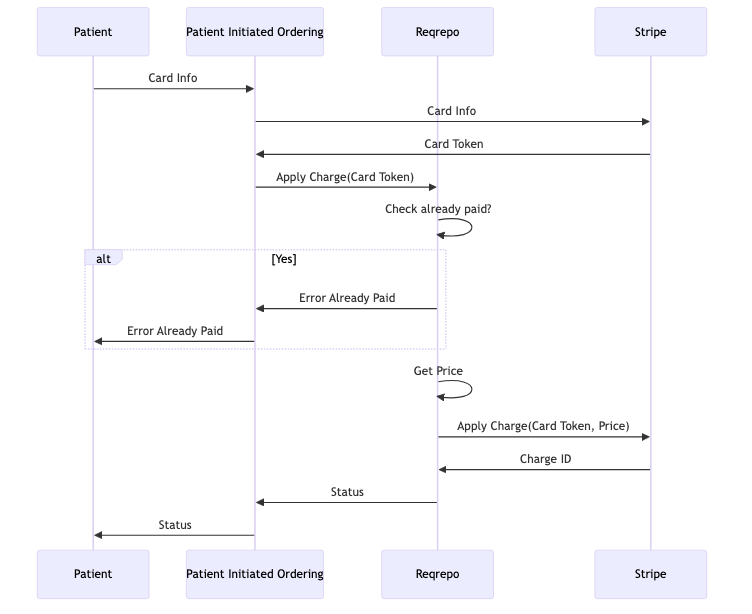 Patient
Patient Initiated Ordering
Reqrepo
Stripe
Card Info
Card Info
Card Token
Apply Charge(Card Token)
Check already paid?
alt
[Yes]
Error Already Paid
Error Already Paid
Get Price
Apply Charge(Card Token, Price)
Charge ID
Status
Status
Patient
Patient Initiated Ordering
Reqrepo
Stripe